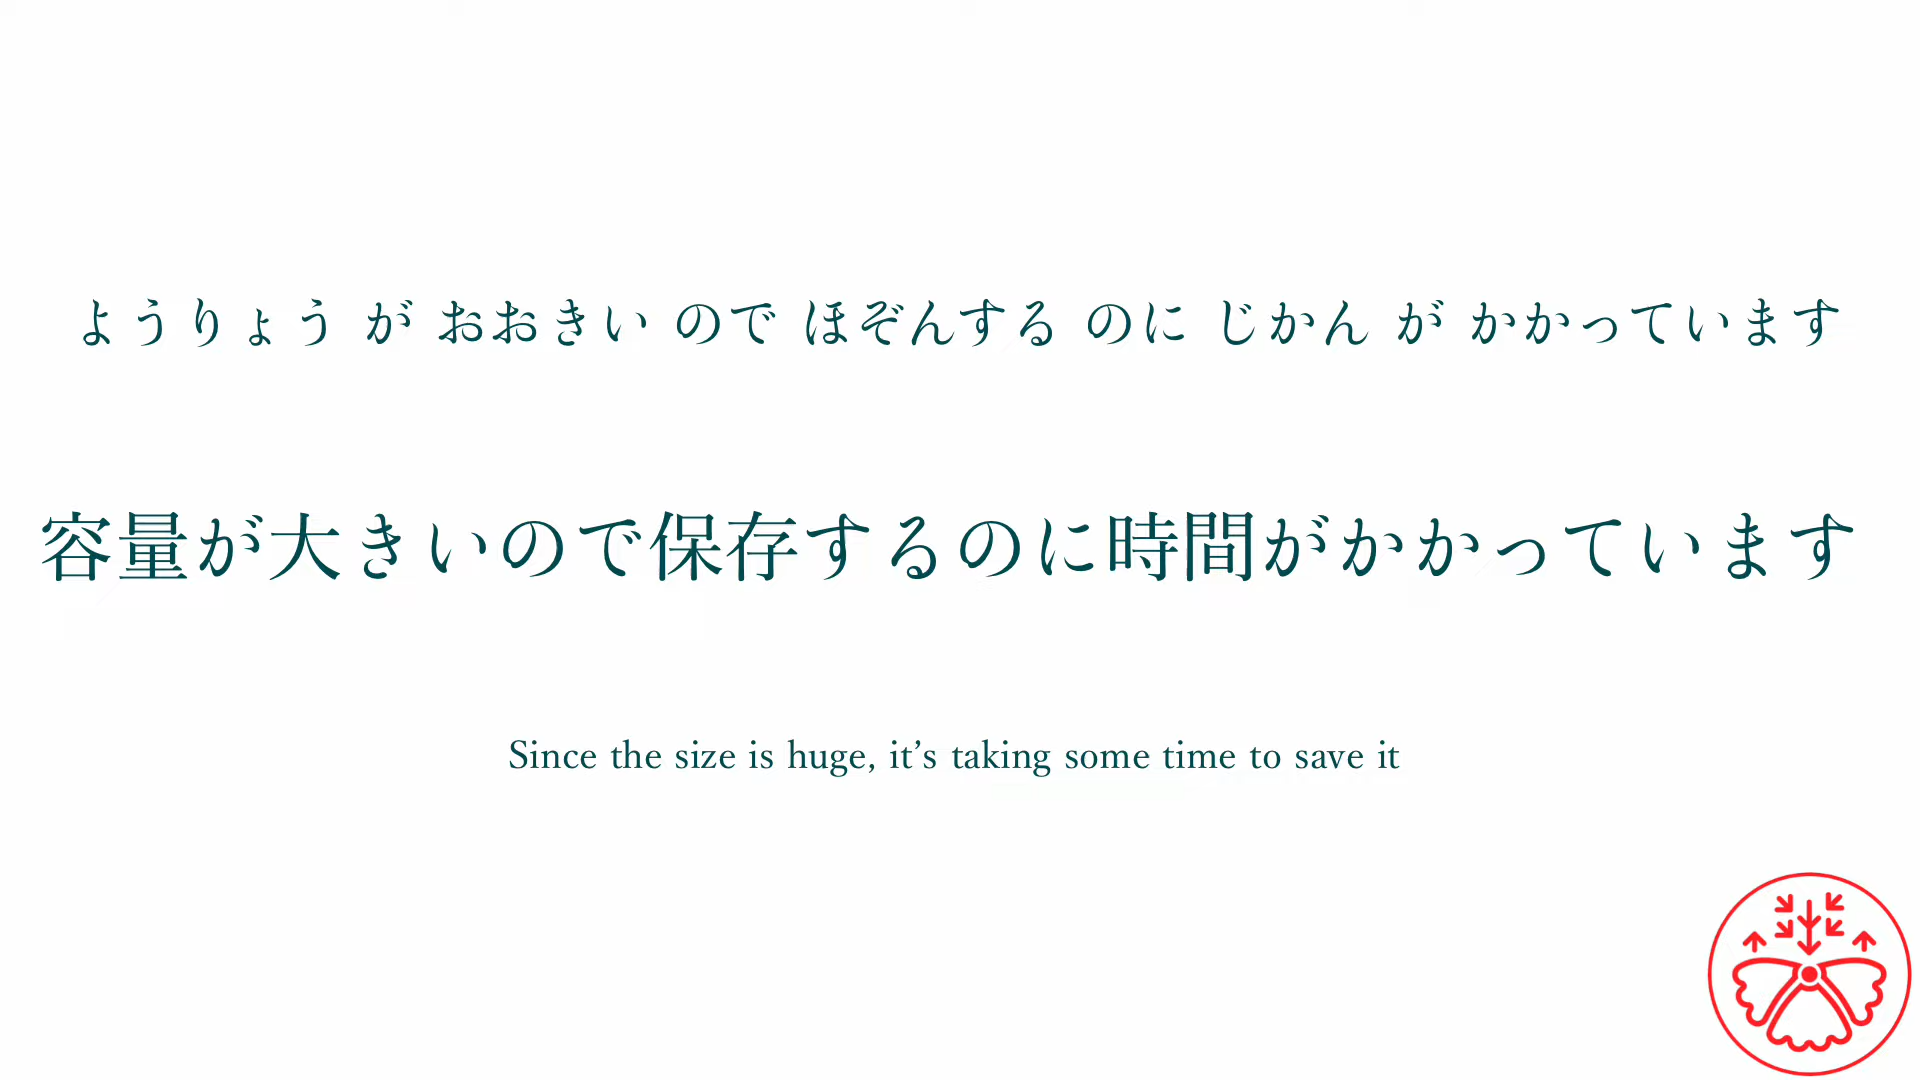 ようりょう が おおきい ので ほぞんする のに じかん が かかっています
容量が大きいので保存するのに時間がかかっています
Since the size is huge, it’s taking some time to save it